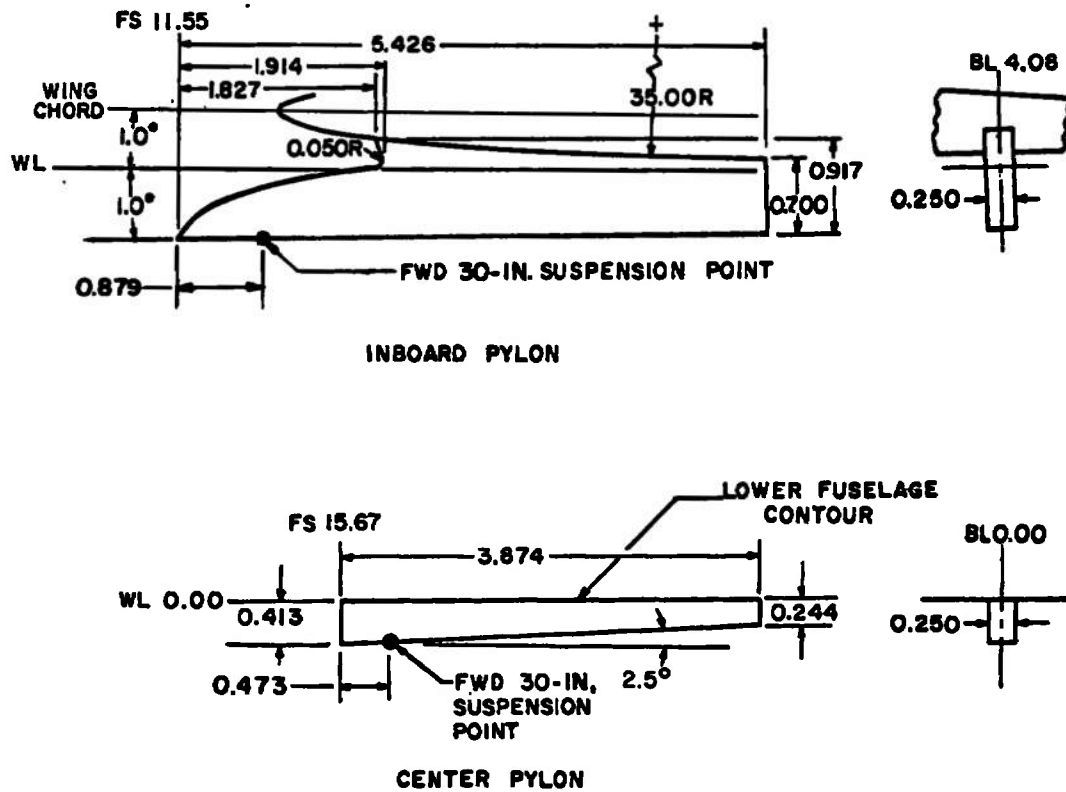 FS 11.55
5.426
1.914
1.827
WING
CHORD
1.0°
35.00R
BL 4.08
0.050R
WL
0.917
1.0°
0.700
0.250
FWD 30-IN. SUSPENSION POINT
0.879
INBOARD PYLON
LOWER FUSELAGE
CONTOUR
FS 15.67
BL0.00
3.874
WL 0.00
0.413
0.244
0.250
0.473
FWD 30-IN.
SUSPENSION
POINT
2.5°
CENTER PYLON